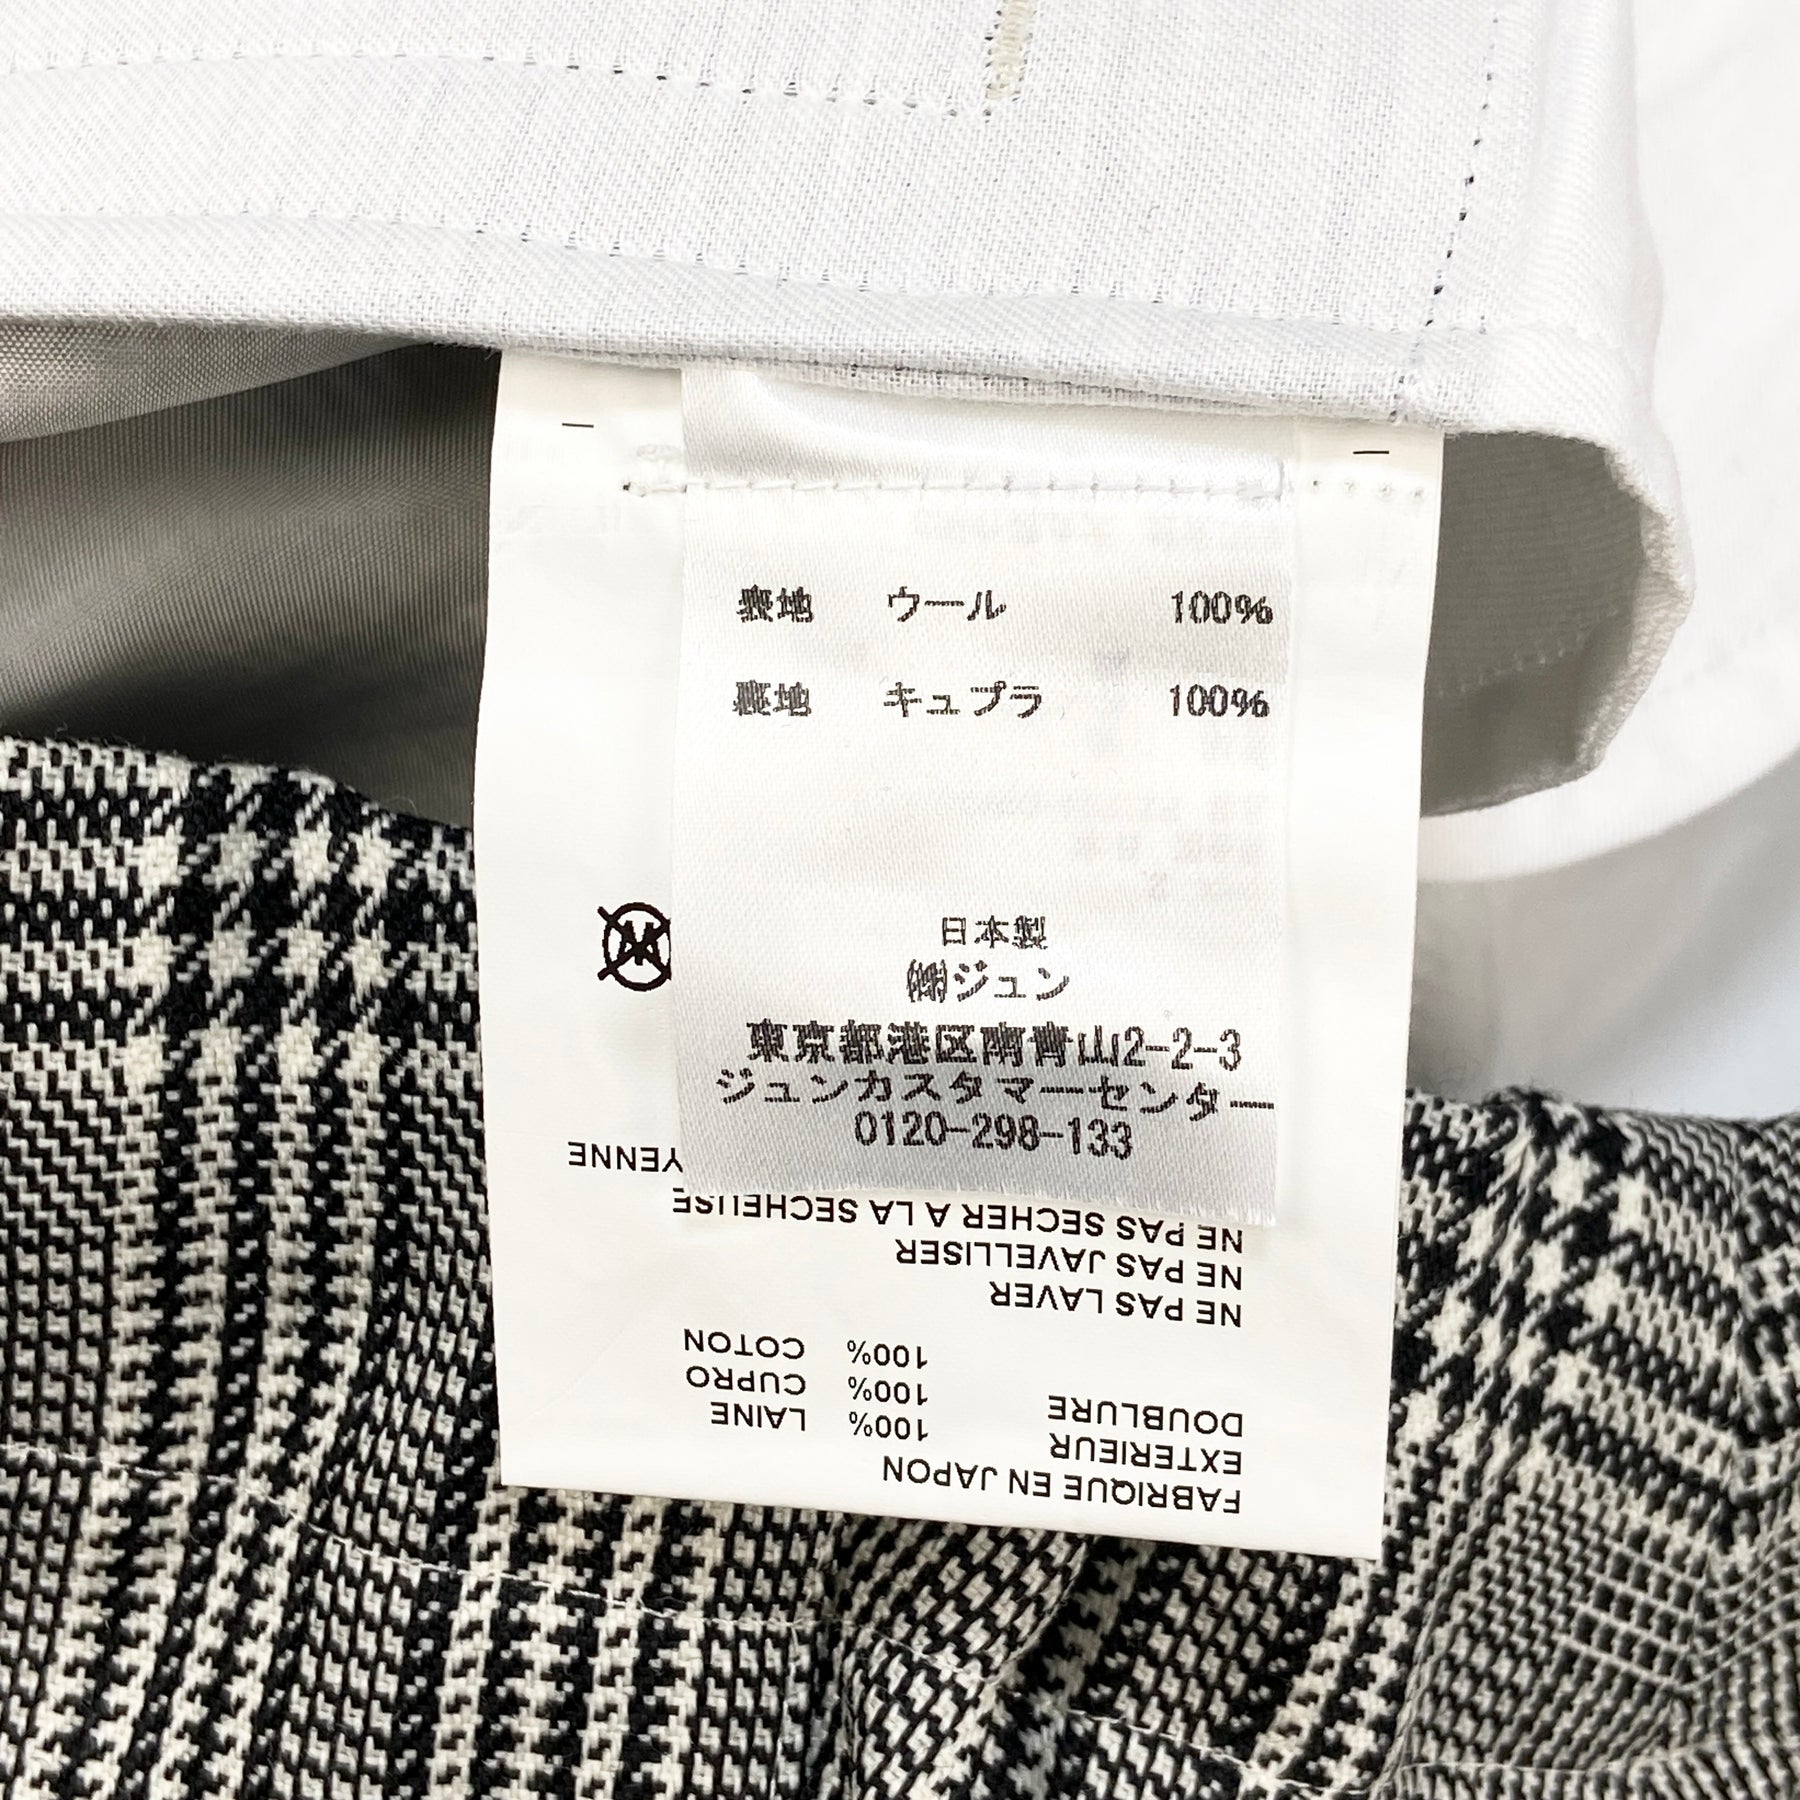 表地 ウール 100%
裏地 キュプラ 100%
日本製
㈱ジュン
東京都港区南青山2-2-3
ジュンカスタマーセンター
0120-298-133
FABRIQUE EN JAPON
EXTERIEUR 100% LAINE
DOUBLURE 100% CUPRO
100% COTON
NE PAS LAVER
NE PAS JAVELLISER
NE PAS SECHER A LA SECHEUSE
YENNE